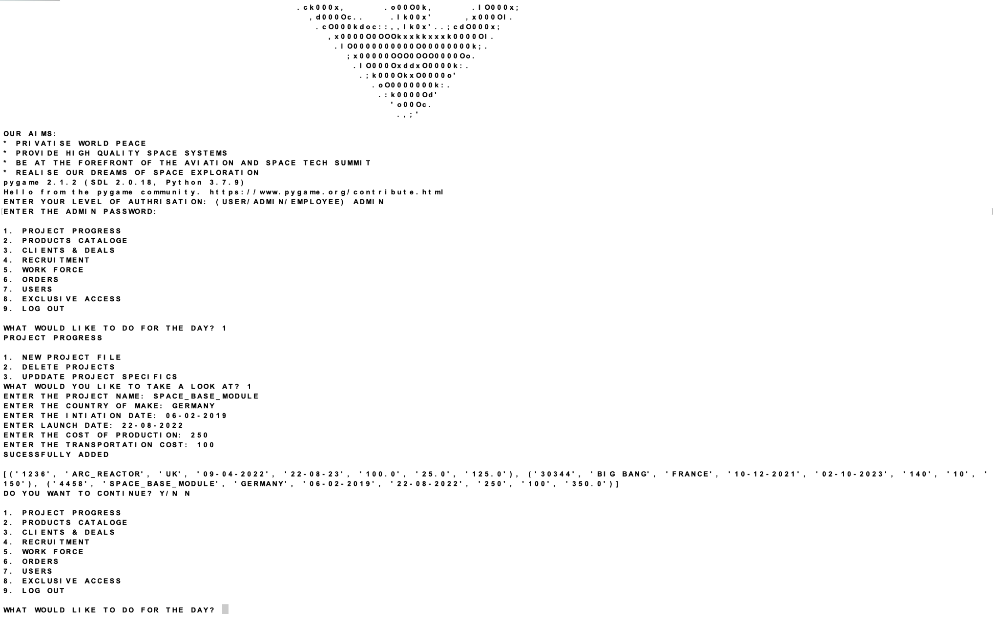 .ck000x,       .o00O0k,       .lO000x;
,d000Oc..     .lk00x'      ,x000Ol.
.cO000kdoc::,,lk0x'..;cdO000x;
,x0000O0OOOkxxkkxxxk0000Ol.
.lO0000000000O00000000k;.
;x00000OOO0OOO0000Oo.
.lO000OxddxO0000k:.
.;k000OkxO0000o'
.oO0000000k:.
.:k0000Od'
'o00Oc.
.,;'
OUR AIMS:
* PRIVATISE WORLD PEACE
* PROVIDE HIGH QUALITY SPACE SYSTEMS
* BE AT THE FOREFRONT OF THE AVIATION AND SPACE TECH SUMMIT
* REALISE OUR DREAMS OF SPACE EXPLORATION
pygame 2.1.2 (SDL 2.0.18, Python 3.7.9)
Hello from the pygame community. https://www.pygame.org/contribute.html
ENTER YOUR LEVEL OF AUTHRISATION: (USER/ADMIN/EMPLOYEE) ADMIN
[ENTER THE ADMIN PASSWORD: ]
1. PROJECT PROGRESS
2. PRODUCTS CATALOGE
3. CLIENTS & DEALS
4. RECRUITMENT
5. WORK FORCE
6. ORDERS
7. USERS
8. EXCLUSIVE ACCESS
9. LOG OUT
WHAT WOULD LIKE TO DO FOR THE DAY? 1
PROJECT PROGRESS
1. NEW PROJECT FILE
2. DELETE PROJECTS
3. UPDDATE PROJECT SPECIFICS
WHAT WOULD YOU LIKE TO TAKE A LOOK AT? 1
ENTER THE PROJECT NAME: SPACE_BASE_MODULE
ENTER THE COUNTRY OF MAKE: GERMANY
ENTER THE INTIATION DATE: 06-02-2019
ENTER LAUNCH DATE: 22-08-2022
ENTER THE COST OF PRODUCTION: 250
ENTER THE TRANSPORTATION COST: 100
SUCESSFULLY ADDED
[('1236', 'ARC_REACTOR', 'UK', '09-04-2022', '22-08-23', '100.0', '25.0', '125.0'), ('30344', 'BIG BANG', 'FRANCE', '10-12-2021', '02-10-2023', '140', '10', '
150'), ('4458', 'SPACE_BASE_MODULE', 'GERMANY', '06-02-2019', '22-08-2022', '250', '100', '350.0')]
DO YOU WANT TO CONTINUE? Y/N N
1. PROJECT PROGRESS
2. PRODUCTS CATALOGE
3. CLIENTS & DEALS
4. RECRUITMENT
5. WORK FORCE
6. ORDERS
7. USERS
8. EXCLUSIVE ACCESS
9. LOG OUT
WHAT WOULD LIKE TO DO FOR THE DAY?